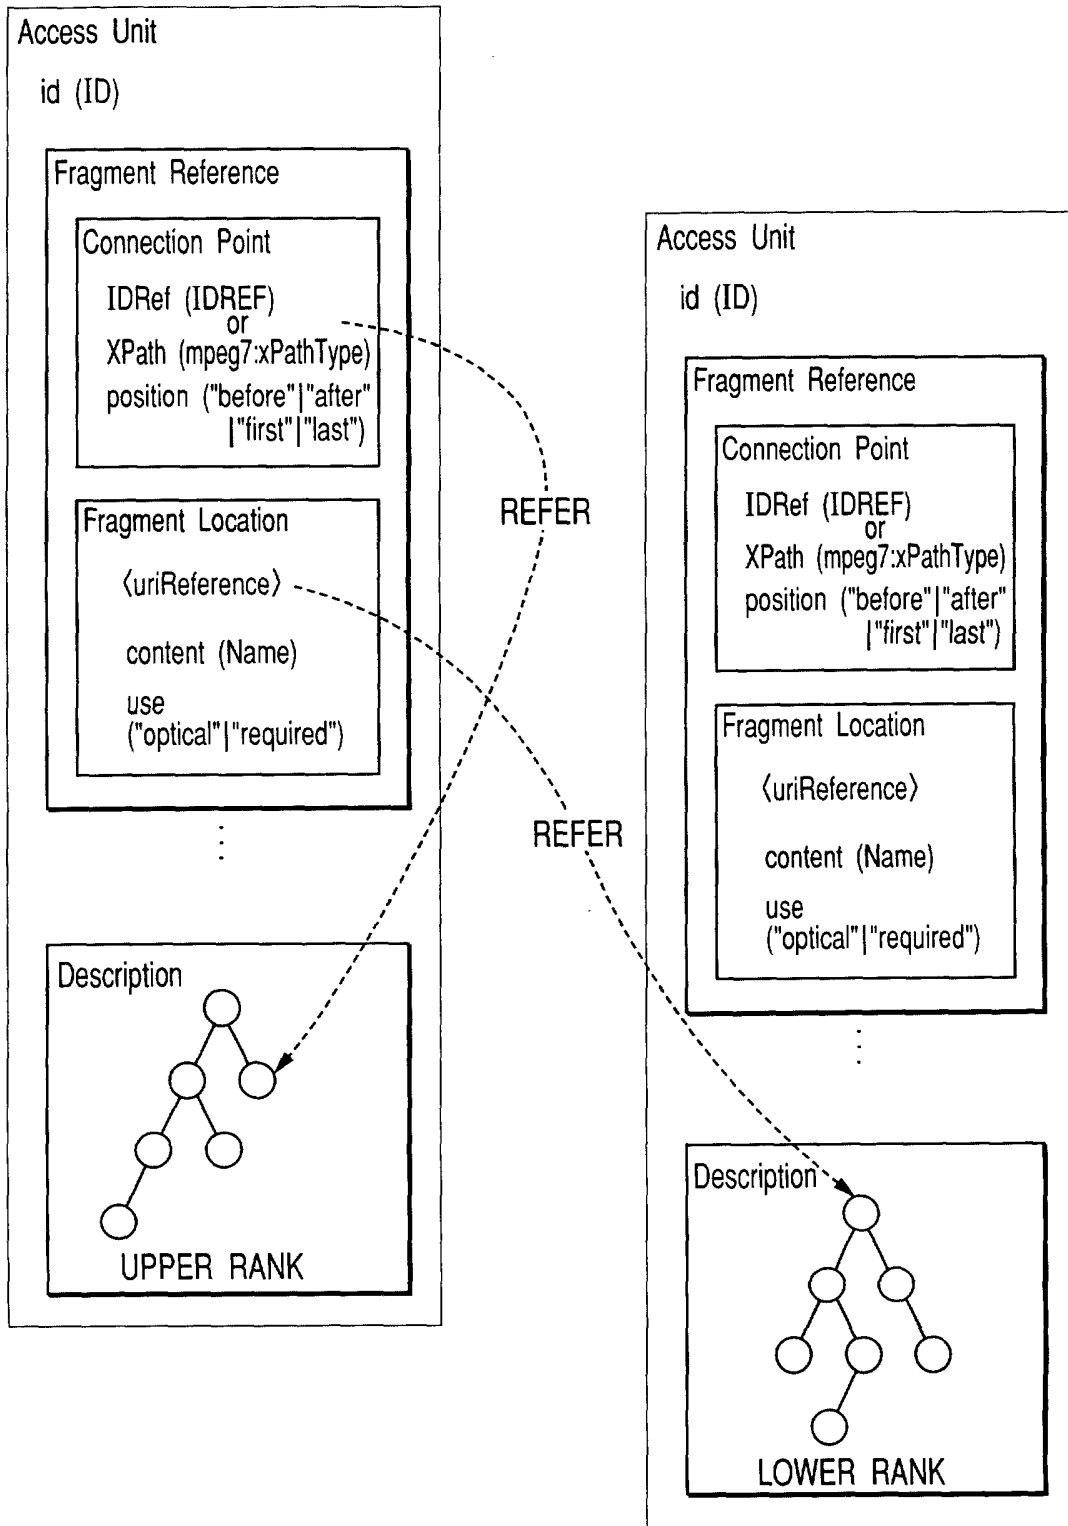 Access Unit
id (ID)
Fragment Reference
Connection Point
IDRef (IDREF)
or
XPath (mpeg7:xPathType)
position ("before"|"after"
|"first"|"last")
Fragment Location
⟨uriReference⟩
content (Name)
use
("optical"|"required")
Description
UPPER RANK
REFER
REFER
Access Unit
id (ID)
Fragment Reference
Connection Point
IDRef (IDREF)
or
XPath (mpeg7:xPathType)
position ("before"|"after"
|"first"|"last")
Fragment Location
⟨uriReference⟩
content (Name)
use
("optical"|"required")
Description
LOWER RANK